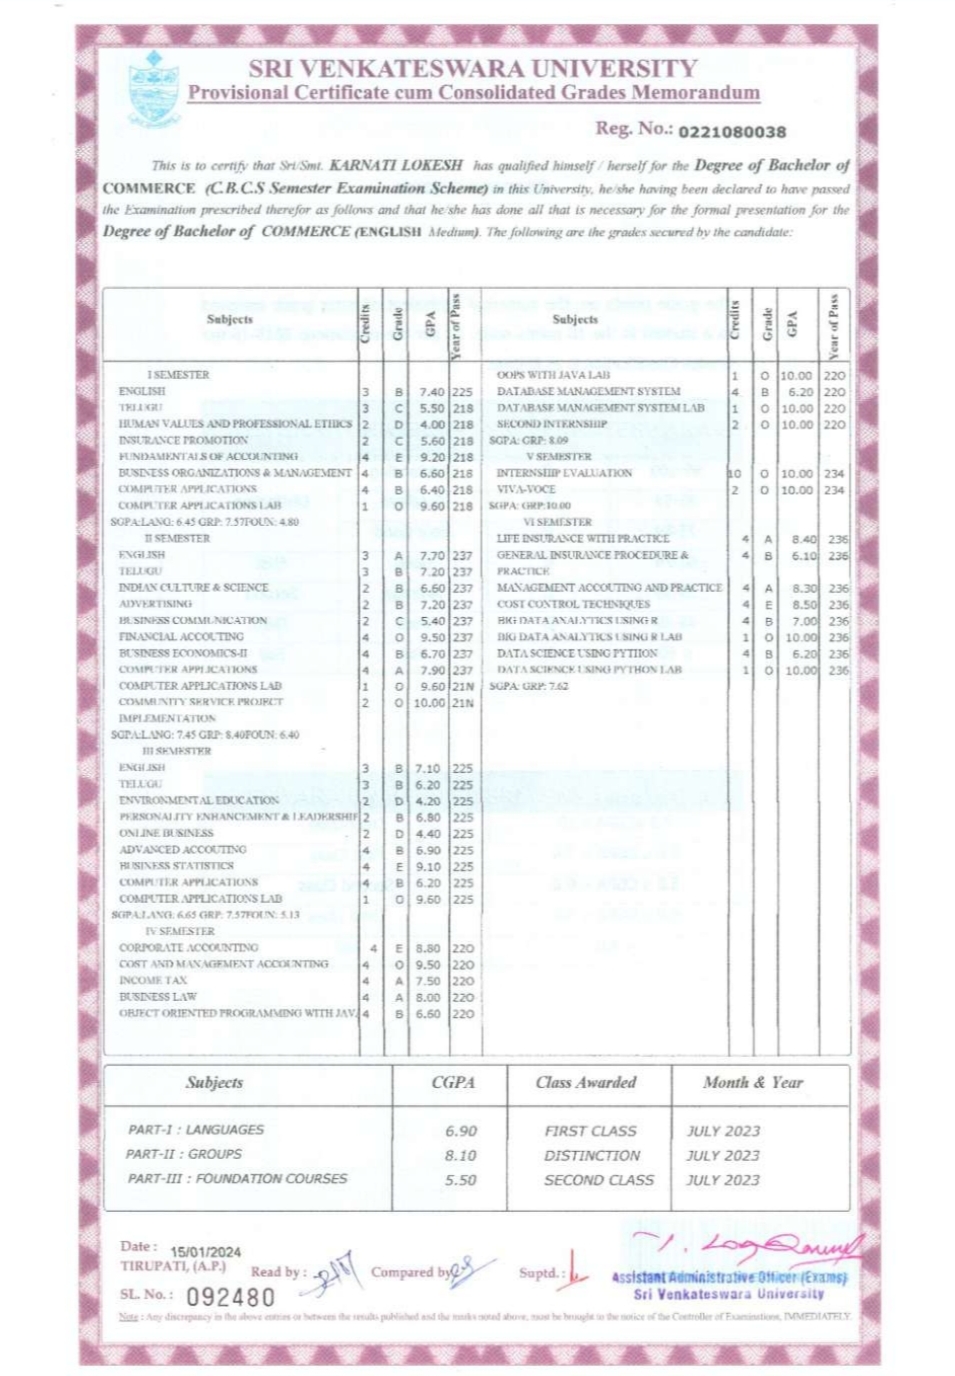 SRI VENKATESWARA UNIVERSITY
Provisional Certificate cum Consolidated Grades Memorandum
Reg. No.: 0221080038
This is to certify that Sri/Smt. KARNATI LOKESH has qualified himself / herself for the Degree of Bachelor of
COMMERCE (C.B.C.S Semester Examination Scheme) in this University, he/she having been declared to have passed
the Examination prescribed therefor as follows and that he/she has done all that is necessary for the formal presentation for the
Degree of Bachelor of COMMERCE (ENGLISH Medium). The following are the grades secured by the candidate:
Subjects Credits Grade GPA Year of Pass
I SEMESTER
ENGLISH 3 B 7.40 225
TELUGU 3 C 5.50 218
HUMAN VALUES AND PROFESSIONAL ETHICS 2 D 4.00 218
INSURANCE PROMOTION 2 C 5.60 218
FUNDAMENTALS OF ACCOUNTING 4 E 9.20 218
BUSINESS ORGANIZATIONS & MANAGEMENT 4 B 6.60 218
COMPUTER APPLICATIONS 4 B 6.40 218
COMPUTER APPLICATIONS LAB 1 O 9.60 218
SGPA:LANG: 6.45 GRP: 7.57FOUN: 4.80
II SEMESTER
ENGLISH 3 A 7.70 237
TELUGU 3 B 7.20 237
INDIAN CULTURE & SCIENCE 2 B 6.60 237
ADVERTISING 2 B 7.20 237
BUSINESS COMMUNICATION 2 C 5.40 237
FINANCIAL ACCOUTING 4 O 9.50 237
BUSINESS ECONOMICS-II 4 B 6.70 237
COMPUTER APPLICATIONS 4 A 7.90 237
COMPUTER APPLICATIONS LAB 1 O 9.60 21N
COMMUNITY SERVICE PROJECT 2 O 10.00 21N
IMPLEMENTATION
SGPA:LANG: 7.45 GRP: 8.40FOUN: 6.40
III SEMESTER
ENGLISH 3 B 7.10 225
TELUGU 3 B 6.20 225
ENVIRONMENTAL EDUCATION 2 D 4.20 225
PERSONALITY ENHANCEMENT & LEADERSHIP 2 B 6.80 225
ONLINE BUSINESS 2 D 4.40 225
ADVANCED ACCOUTING 4 B 6.90 225
BUSINESS STATISTICS 4 E 9.10 225
COMPUTER APPLICATIONS 4 B 6.20 225
COMPUTER APPLICATIONS LAB 1 O 9.60 225
SGPA:LANG: 6.65 GRP: 7.57FOUN: 5.13
IV SEMESTER
CORPORATE ACCOUNTING 4 E 8.80 220
COST AND MANAGEMENT ACCOUNTING 4 O 9.50 220
INCOME TAX 4 A 7.50 220
BUSINESS LAW 4 A 8.00 220
OBJECT ORIENTED PROGRAMMING WITH JAV 4 B 6.60 220
Subjects Credits Grade GPA Year of Pass
OOPS WITH JAVA LAB 1 O 10.00 220
DATABASE MANAGEMENT SYSTEM 4 B 6.20 220
DATABASE MANAGEMENT SYSTEM LAB 1 O 10.00 220
SECOND INTERNSHIP 2 O 10.00 220
SGPA: GRP: 8.09
V SEMESTER
INTERNSHIP EVALUATION 10 O 10.00 234
VIVA-VOCE 2 O 10.00 234
SGPA: GRP:10.00
VI SEMESTER
LIFE INSURANCE WITH PRACTICE 4 A 8.40 236
GENERAL INSURANCE PROCEDURE & 4 B 6.10 236
PRACTICE
MANAGEMENT ACCOUTING AND PRACTICE 4 A 8.30 236
COST CONTROL TECHNIQUES 4 E 8.50 236
BIG DATA ANALYTICS USING R 4 B 7.00 236
BIG DATA ANALYTICS USING R LAB 1 O 10.00 236
DATA SCIENCE USING PYTHON 4 B 6.20 236
DATA SCIENCE USING PYTHON LAB 1 O 10.00 236
SGPA: GRP: 7.62
Subjects CGPA Class Awarded Month & Year
PART-I : LANGUAGES 6.90 FIRST CLASS JULY 2023
PART-II : GROUPS 8.10 DISTINCTION JULY 2023
PART-III : FOUNDATION COURSES 5.50 SECOND CLASS JULY 2023
Date : 15/01/2024
TIRUPATI, (A.P.) Read by : Compared by Suptd. :
Assistant Administrative Officer (Exams)
Sri Venkateswara University
SL. No. : 092480
Note : Any discrepancy in the above entries or between the results published and the marks noted above, must be brought to the notice of the Controller of Examinations, IMMEDIATELY.